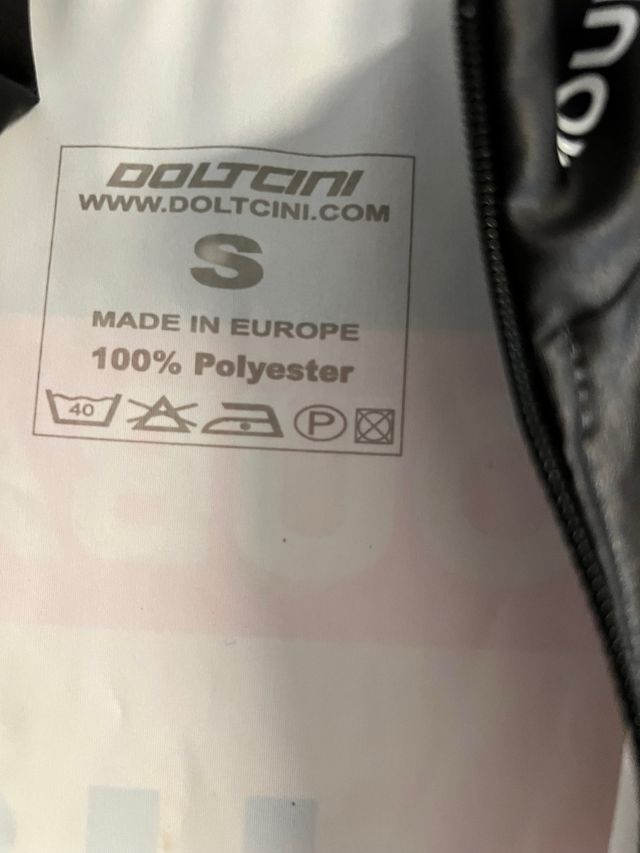 DOLTCINI
WWW.DOLTCINI.COM
S
MADE IN EUROPE
100% Polyester
40 P